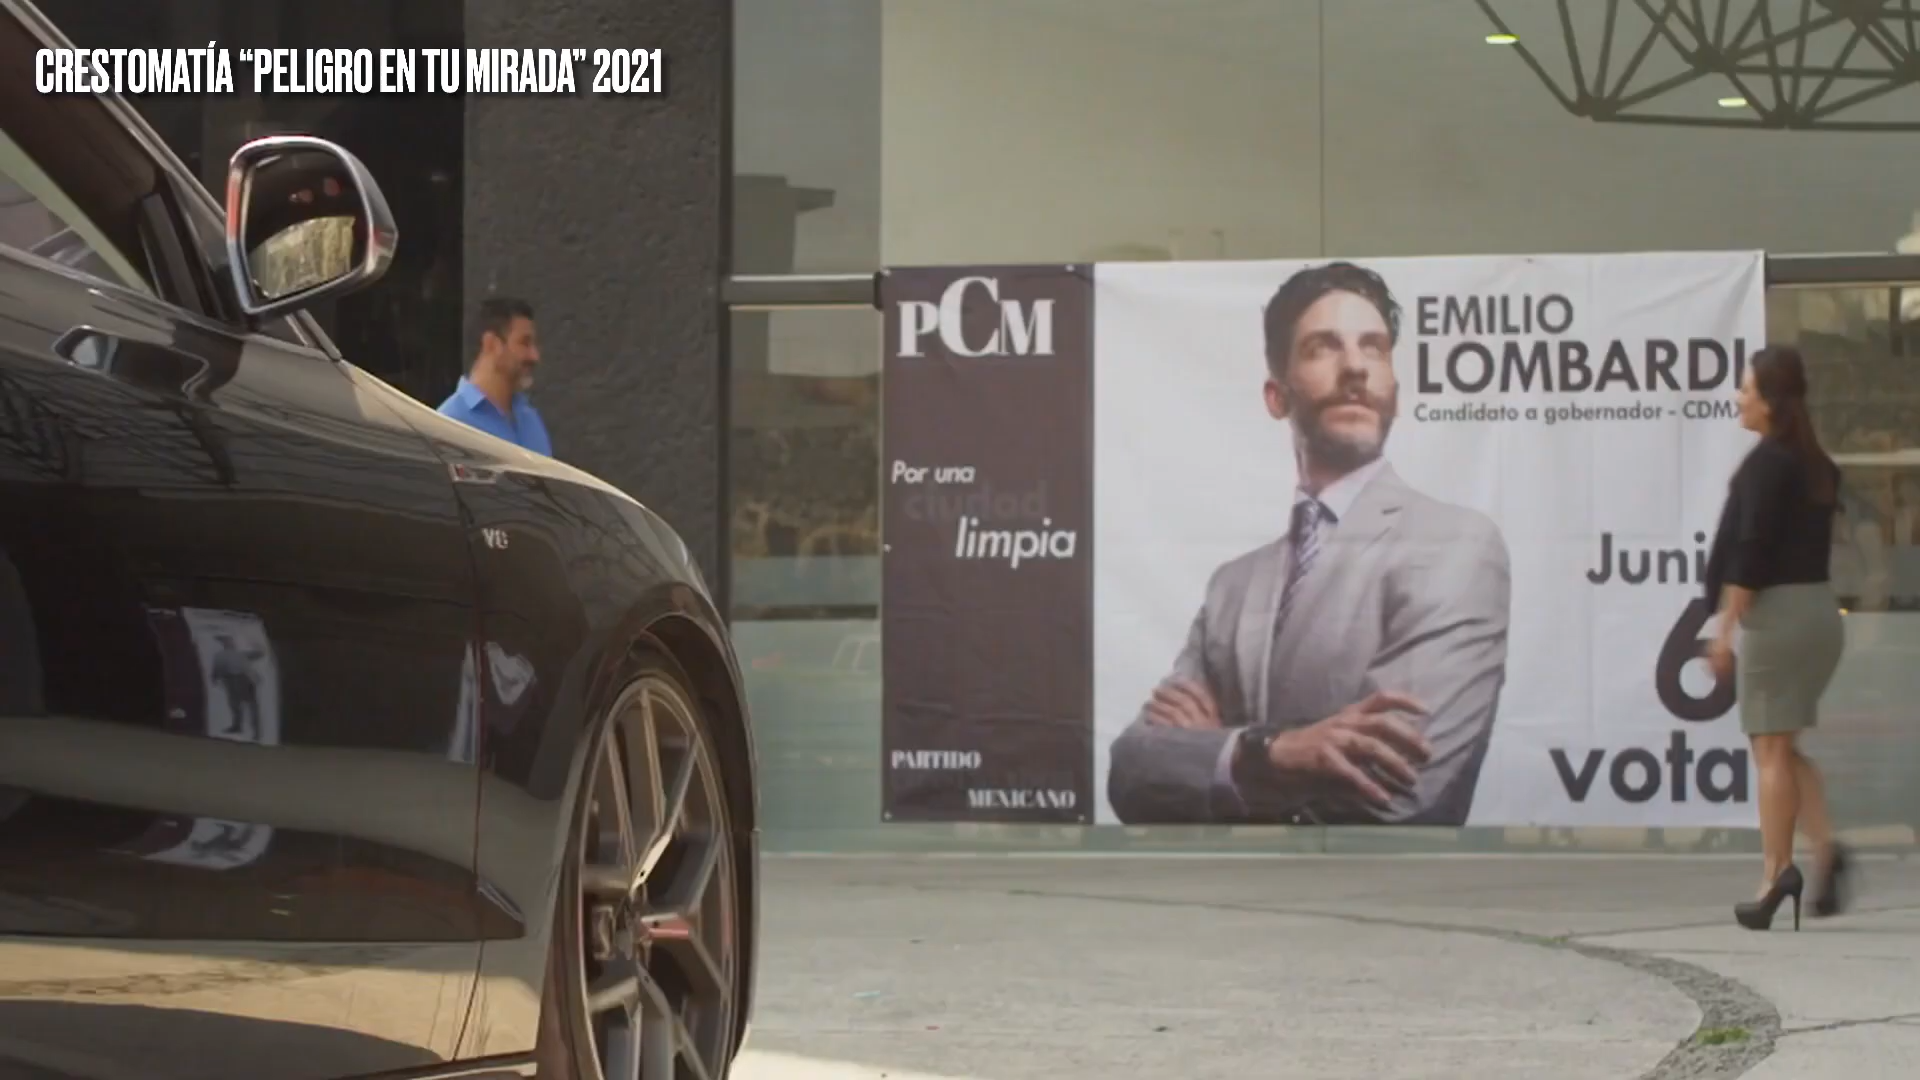 CRESTOMATÍA “PELIGRO EN TU MIRADA” 2021
PCM
EMILIO
LOMBARDI
Candidato a gobernador - CDMX
Por una
ciudad
limpia
Juni
6
vota
PARTIDO
MEXICANO
V6